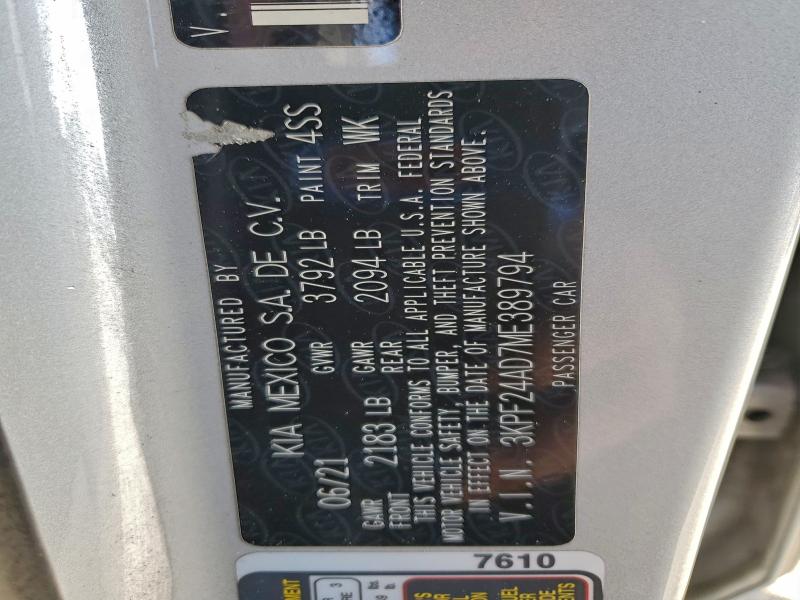 V.
MANUFACTURED BY
KIA MEXICO S.A. DE C.V.
06/21 GVWR 3792 LB PAINT 4SS
GAWR FRONT 2183 LB GAWR REAR 2094 LB TRIM WK
THIS VEHICLE CONFORMS TO ALL APPLICABLE U.S.A. FEDERAL
MOTOR VEHICLE SAFETY, BUMPER, AND THEFT PREVENTION STANDARDS
IN EFFECT ON THE DATE OF MANUFACTURE SHOWN ABOVE.
V.I.N. 3KPF24AD7ME389794
PASSENGER CAR
7610